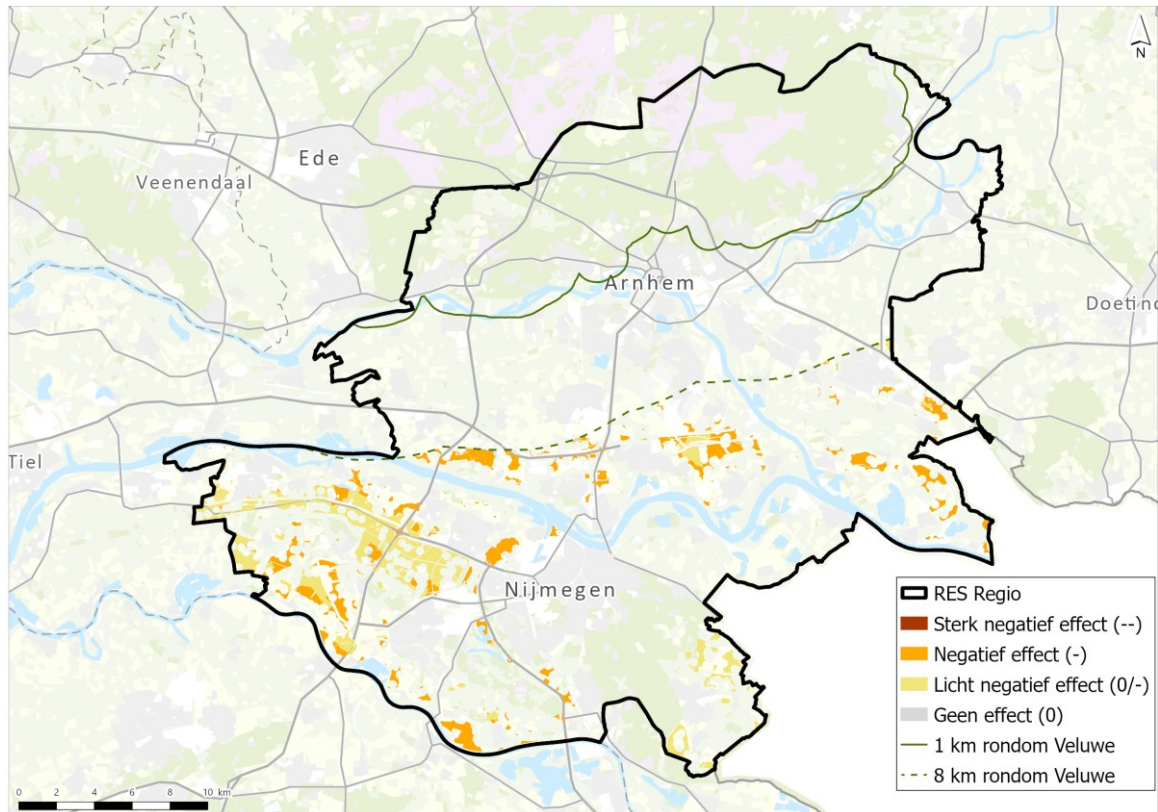 N
Ede
Veenendaal
Arnhem
Doetinc
Tiel
Nijmegen
RES Regio
Sterk negatief effect (--)
Negatief effect (-)
Licht negatief effect (0/-)
Geen effect (0)
1 km rondom Veluwe
8 km rondom Veluwe
0 2 4 6 8 10 km